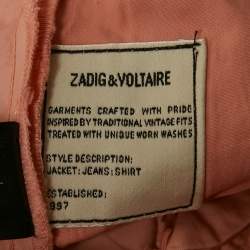 ZADIG&VOLTAIRE
GARMENTS CRAFTED WITH PRIDE
INSPIRED BY TRADITIONAL VINTAGE FITS
TREATED WITH UNIQUE WORN WASHES
STYLE DESCRIPTION:
JACKET: JEANS: SHIRT
ESTABLISHED:
997